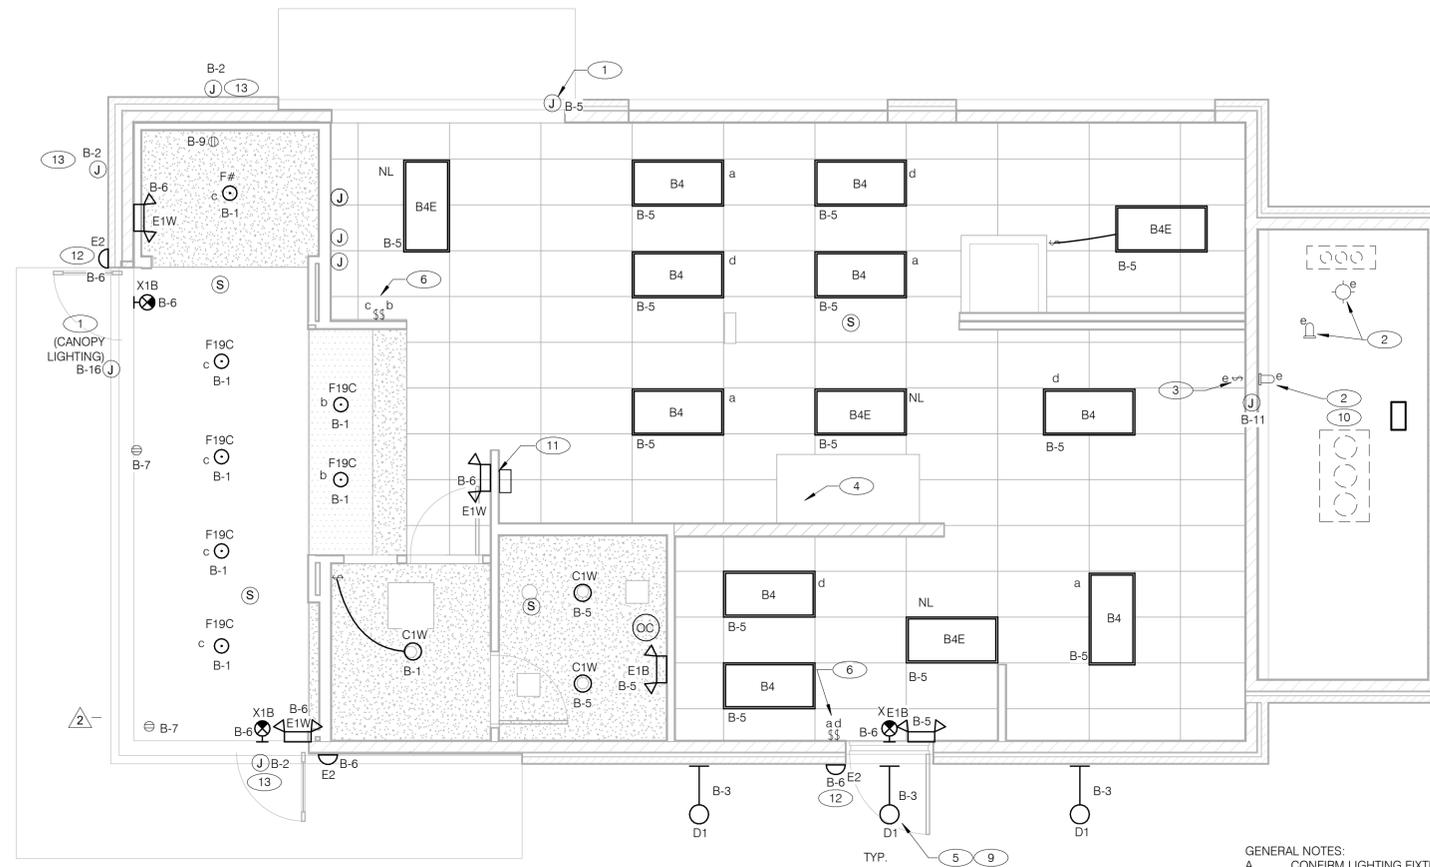 B-2
J 13
1
J B-5
13 B-2
J
B-9
F#
c
B-1
B-6
E1W
E2
12
B-6
X1B
B-6
S
1
(CANOPY
LIGHTING)
B-16 J
J
J
J
NL
B4E
B-5
B4 a
B-5
B4 d
B-5
B4E
B-5
B4 d
B-5
B4 a
B-5
c b
$$
6
S
F19C
c
B-1
F19C
b
B-1
F19C
c
B-1
F19C
b
B-1
B-7
B4 a
B-5
B4E NL
B-5
d
B4
B-5
e
e
2
3 e
e
2
10
J
B-11
11
B-6
E1W
4
F19C
c
B-1
S
F19C
c
B-1
C1W
B-1
C1W
B-5
S
OC
C1W
B-5
E1B
B-5
B4 d
B-5
B4
B-5
NL
B4E
B-5
a
B4
B-5
6
a d
$$
2
B-7
X1B
B-6
B-6
E1W
J B-2
13
B-6
E2
X E1B
B-6
B-5
B-6
E2
12
B-3
D1
B-3
D1
B-3
D1
TYP. 5 9
GENERAL NOTES:
A. CONFIRM LIGHTING